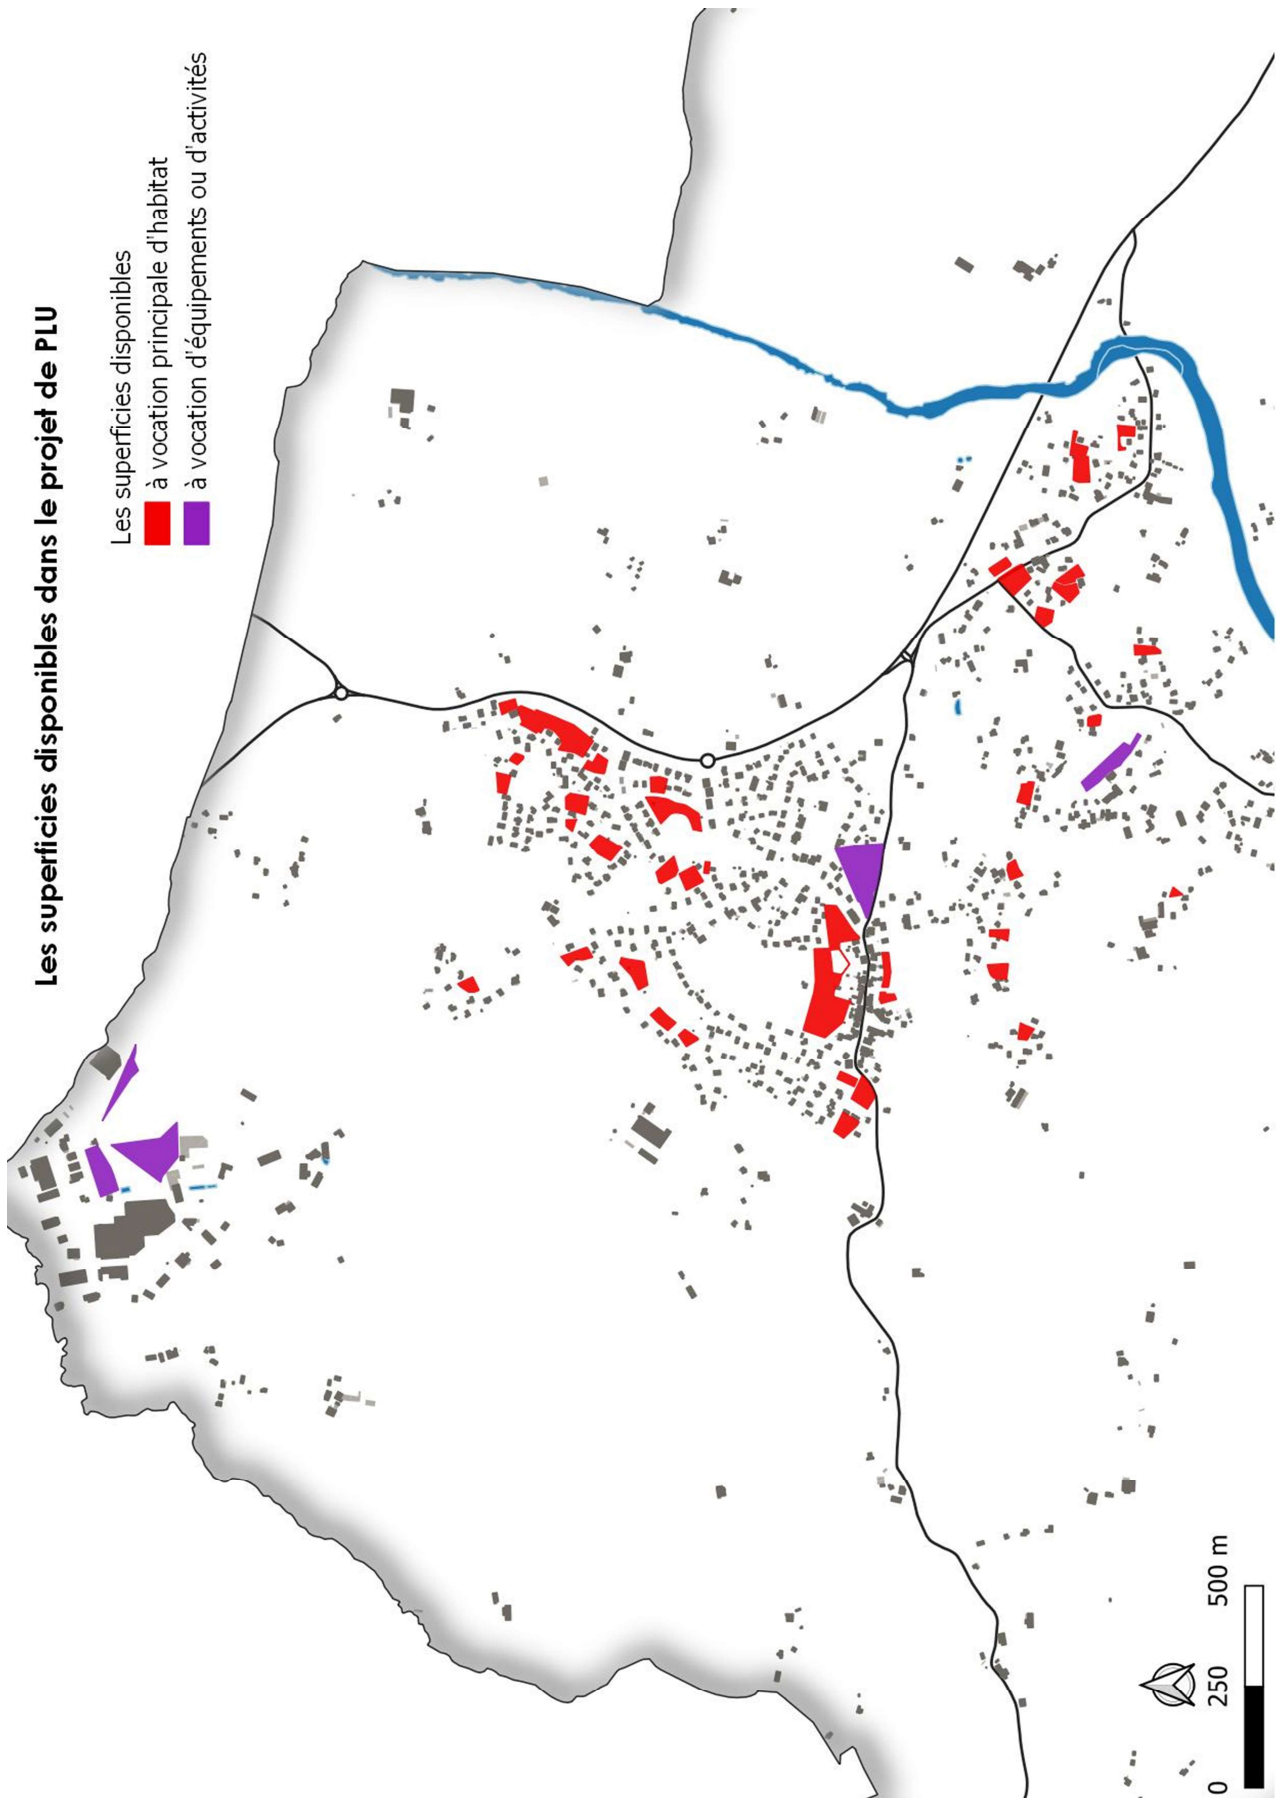 Les superficies disponibles dans le projet de PLU
Les superficies disponibles
à vocation principale d'habitat
à vocation d'équipements ou d'activités
0 250 500 m